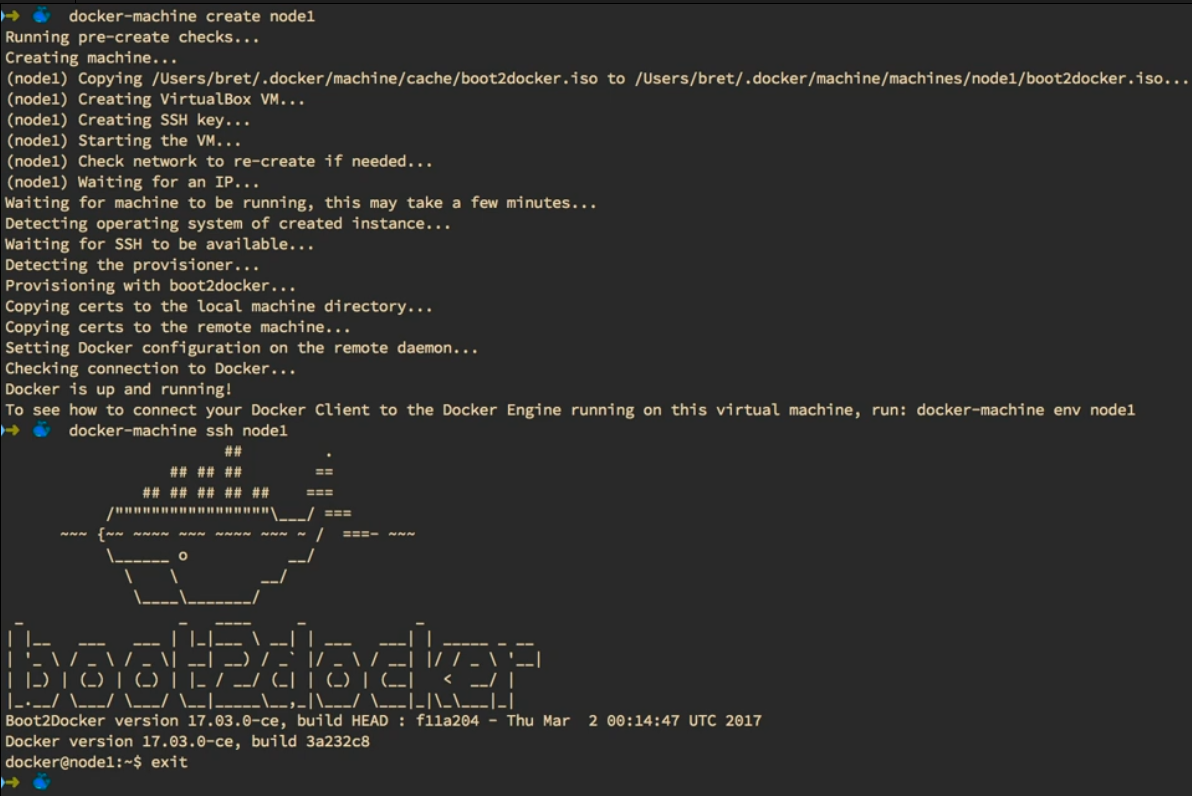 docker-machine create node1
Running pre-create checks...
Creating machine...
(node1) Copying /Users/bret/.docker/machine/cache/boot2docker.iso to /Users/bret/.docker/machine/machines/node1/boot2docker.iso...
(node1) Creating VirtualBox VM...
(node1) Creating SSH key...
(node1) Starting the VM...
(node1) Check network to re-create if needed...
(node1) Waiting for an IP...
Waiting for machine to be running, this may take a few minutes...
Detecting operating system of created instance...
Waiting for SSH to be available...
Detecting the provisioner...
Provisioning with boot2docker...
Copying certs to the local machine directory...
Copying certs to the remote machine...
Setting Docker configuration on the remote daemon...
Checking connection to Docker...
Docker is up and running!
To see how to connect your Docker Client to the Docker Engine running on this virtual machine, run: docker-machine env node1
docker-machine ssh node1
boot2docker
Boot2Docker version 17.03.0-ce, build HEAD : f11a204 - Thu Mar  2 00:14:47 UTC 2017
Docker version 17.03.0-ce, build 3a232c8
docker@node1:~$ exit